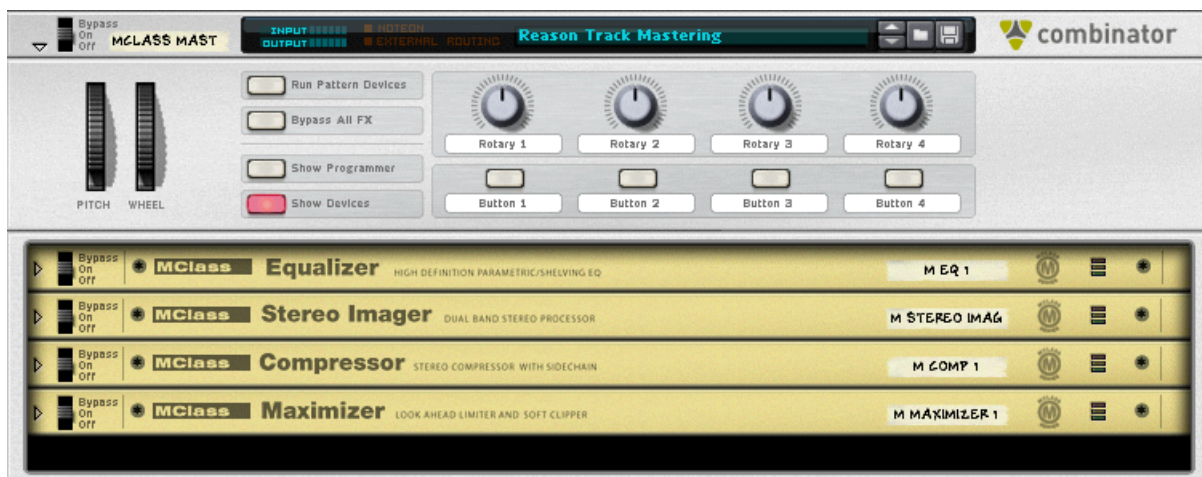 Bypass
On
Off
MCLASS MAST
INPUT
OUTPUT
NOTEON
EXTERNAL ROUTING
Reason Track Mastering
combinator
Run Pattern Devices
Bypass All FX
Show Programmer
Show Devices
PITCH WHEEL
Rotary 1 Rotary 2 Rotary 3 Rotary 4
Button 1 Button 2 Button 3 Button 4
Bypass
On
Off
MClass Equalizer HIGH DEFINITION PARAMETRIC/SHELVING EQ M EQ 1
Bypass
On
Off
MClass Stereo Imager DUAL BAND STEREO PROCESSOR M STEREO IMAG
Bypass
On
Off
MClass Compressor STEREO COMPRESSOR WITH SIDECHAIN M COMP 1
Bypass
On
Off
MClass Maximizer LOOK AHEAD LIMITER AND SOFT CLIPPER M MAXIMIZER 1